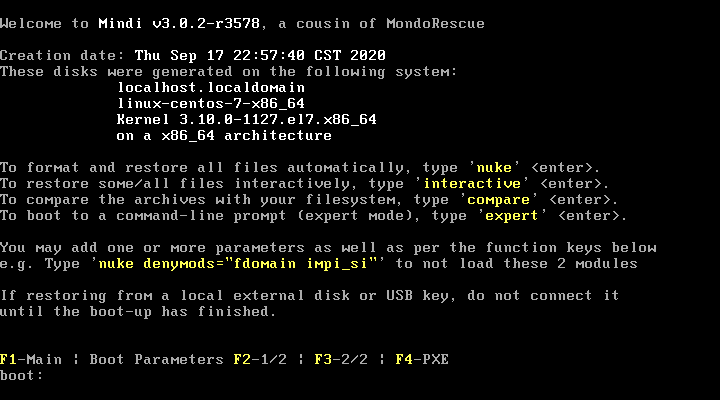 Welcome to Mindi v3.0.2-r3578, a cousin of MondoRescue
Creation date: Thu Sep 17 22:57:40 CST 2020
These disks were generated on the following system:
localhost.localdomain
linux-centos-7-x86_64
Kernel 3.10.0-1127.el7.x86_64
on a x86_64 architecture
To format and restore all files automatically, type 'nuke' <enter>.
To restore some/all files interactively, type 'interactive' <enter>.
To compare the archives with your filesystem, type 'compare' <enter>.
To boot to a command-line prompt (expert mode), type 'expert' <enter>.
You may add one or more parameters as well as per the function keys below
e.g. Type 'nuke denymods="fdomain impi_si"' to not load these 2 modules
If restoring from a local external disk or USB key, do not connect it
until the boot-up has finished.
F1-Main ¦ Boot Parameters F2-1/2 ¦ F3-2/2 ¦ F4-PXE
boot: